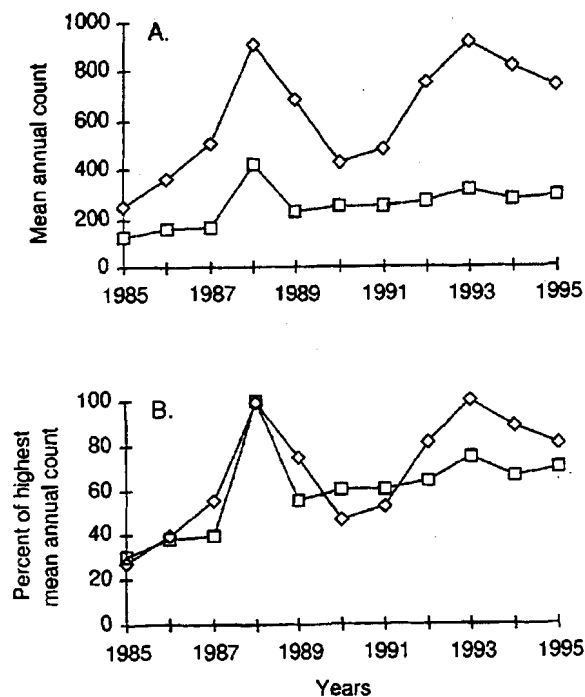 A.
1000
800
600
400
200
0
Mean annual count
1985 1987 1989 1991 1993 1995
B.
100
80
60
40
20
0
Percent of highest
mean annual count
1985 1987 1989 1991 1993 1995
Years